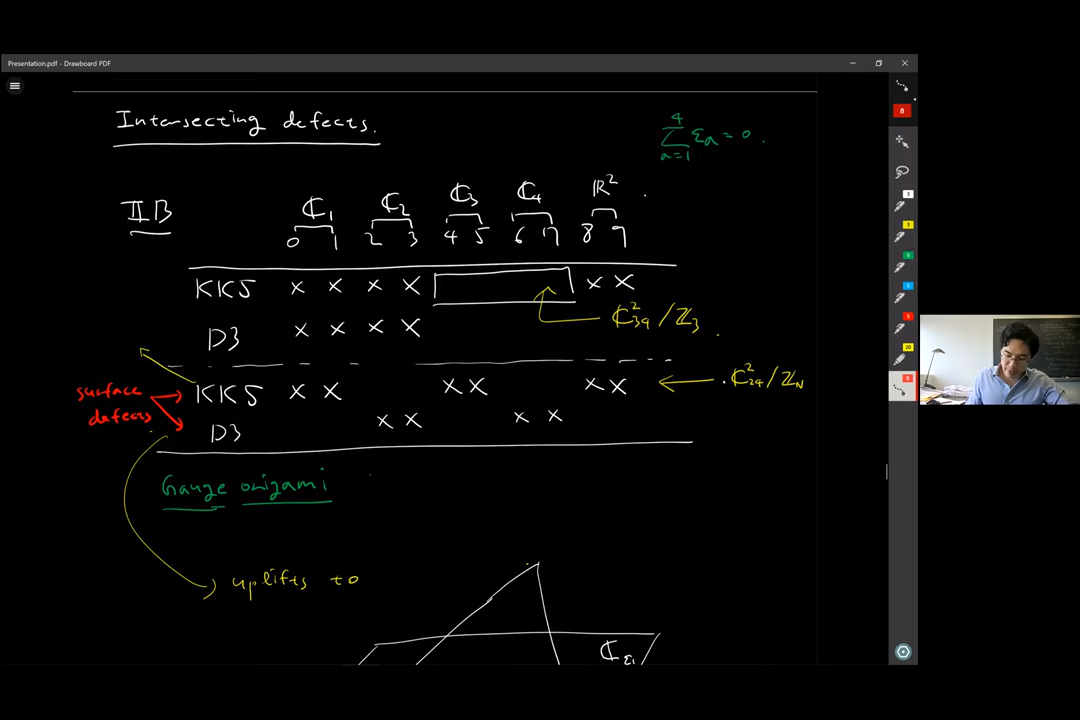 Presentation.pdf - Drawboard PDF
8
Intersecting defects.
4
Σ εa = 0.
a=1
ℂ₁ ℂ₂ ℂ₃ ℂ₄ ℝ² .
IIB
0 1 2 3 4 5 6 7 8 9
KK5 × × × × × ×
D3 × × × ×
ℂ²₃₄/ℤ₃ .
surface defects
KK5 × × × × × ×
← . ℂ²₂₄/ℤN
D3 × × × ×
Gauge origami
uplifts to
ℂε₁